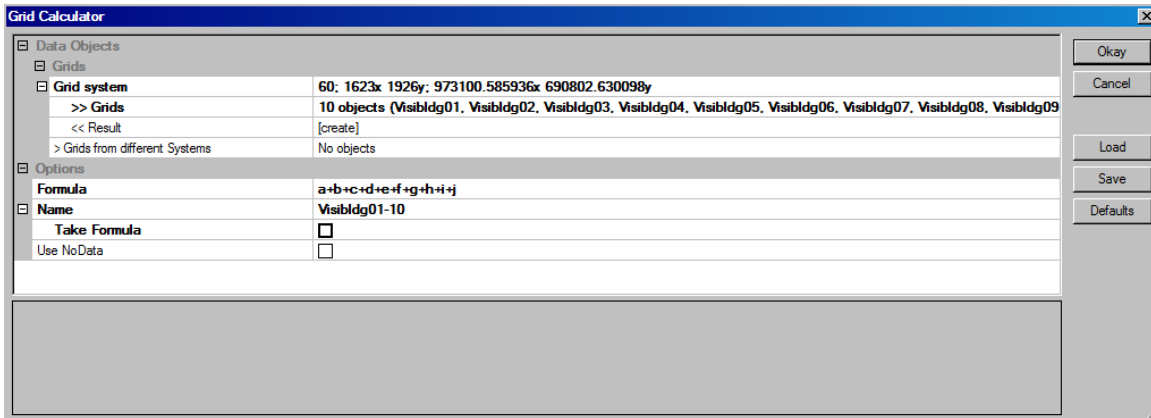 Grid Calculator
Data Objects
Grids
Grid system 60; 1623x 1926y; 973100.585936x 690802.630098y
>> Grids 10 objects (Visibldg01, Visibldg02, Visibldg03, Visibldg04, Visibldg05, Visibldg06, Visibldg07, Visibldg08, Visibldg09
<< Result [create]
> Grids from different Systems No objects
Options
Formula a+b+c+d+e+f+g+h+i+j
Name Visibldg01-10
Take Formula
Use NoData
Okay
Cancel
Load
Save
Defaults